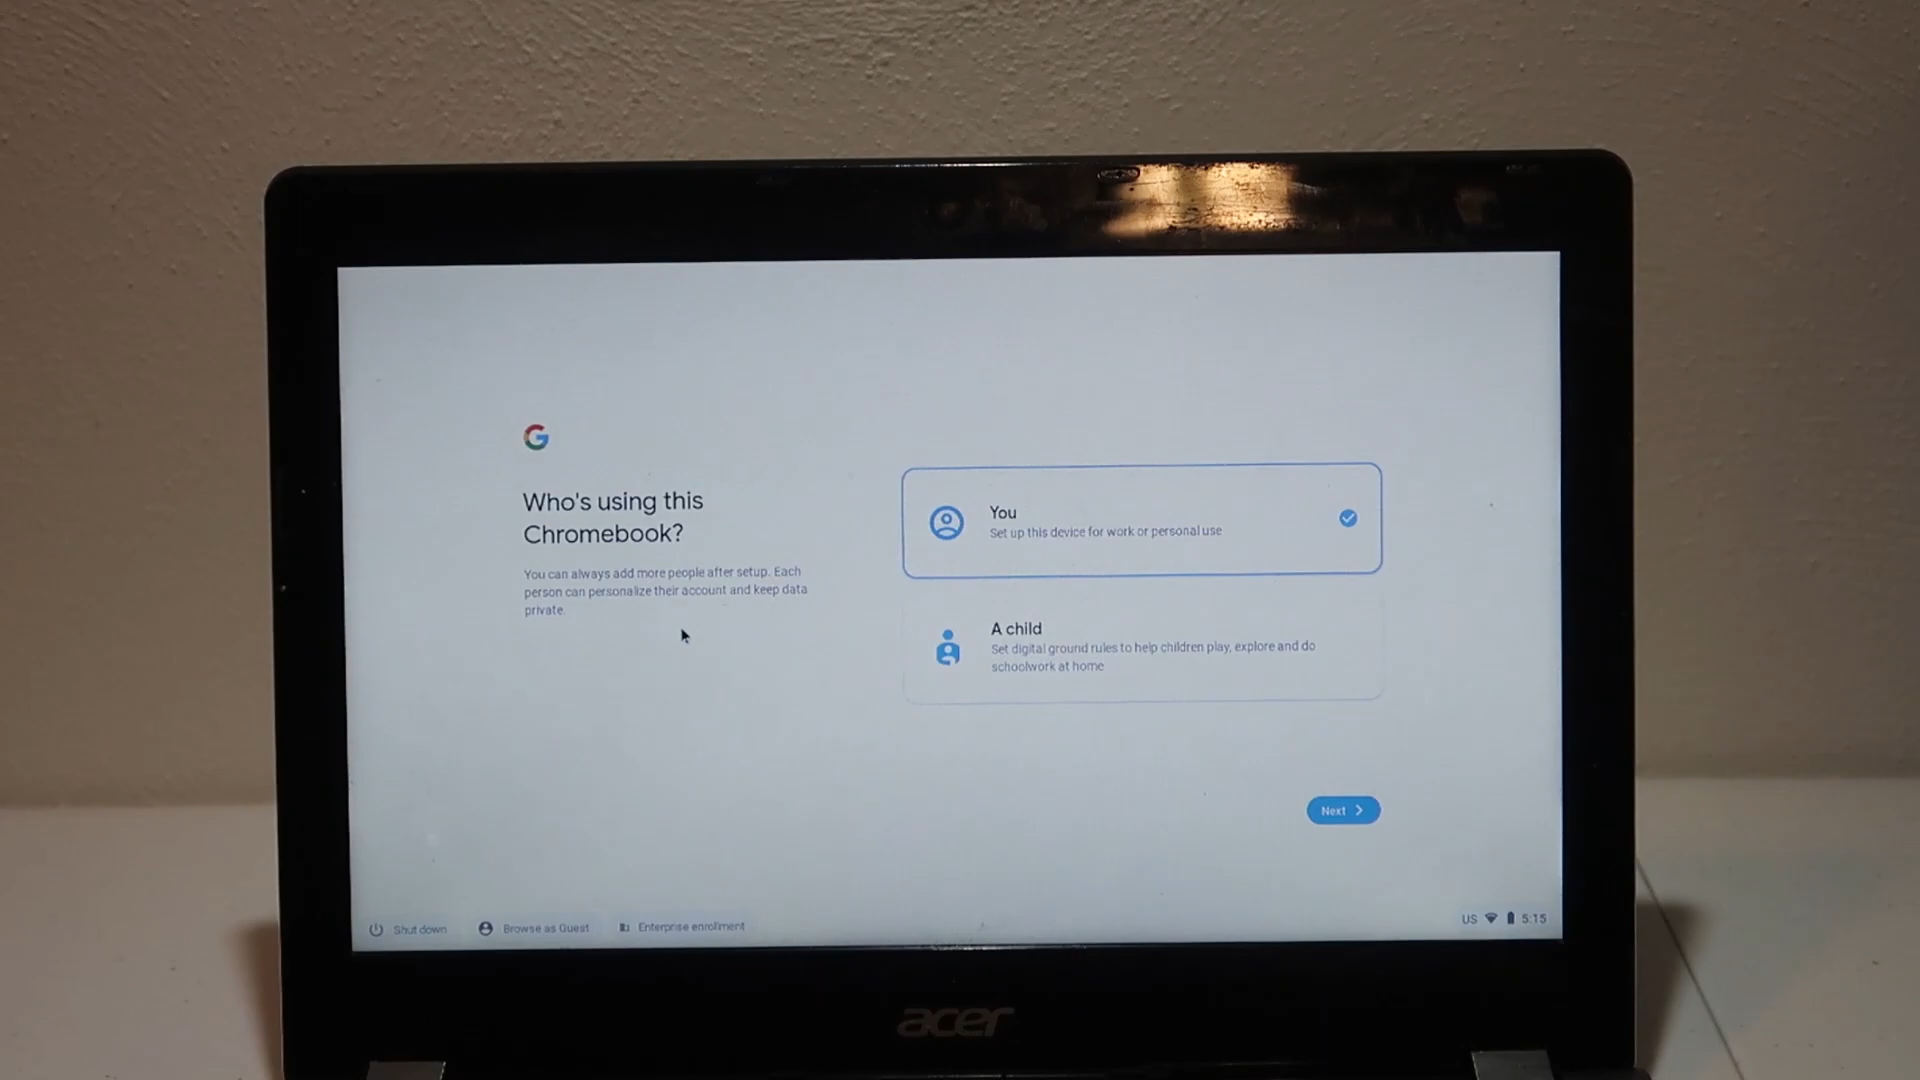 Who's using this
Chromebook?
You can always add more people after setup. Each
person can personalize their account and keep data
private.
You
Set up this device for work or personal use
A child
Set digital ground rules to help children play, explore and do
schoolwork at home
Next
Shut down
Browse as Guest
Enterprise enrollment
US
5:15
acer